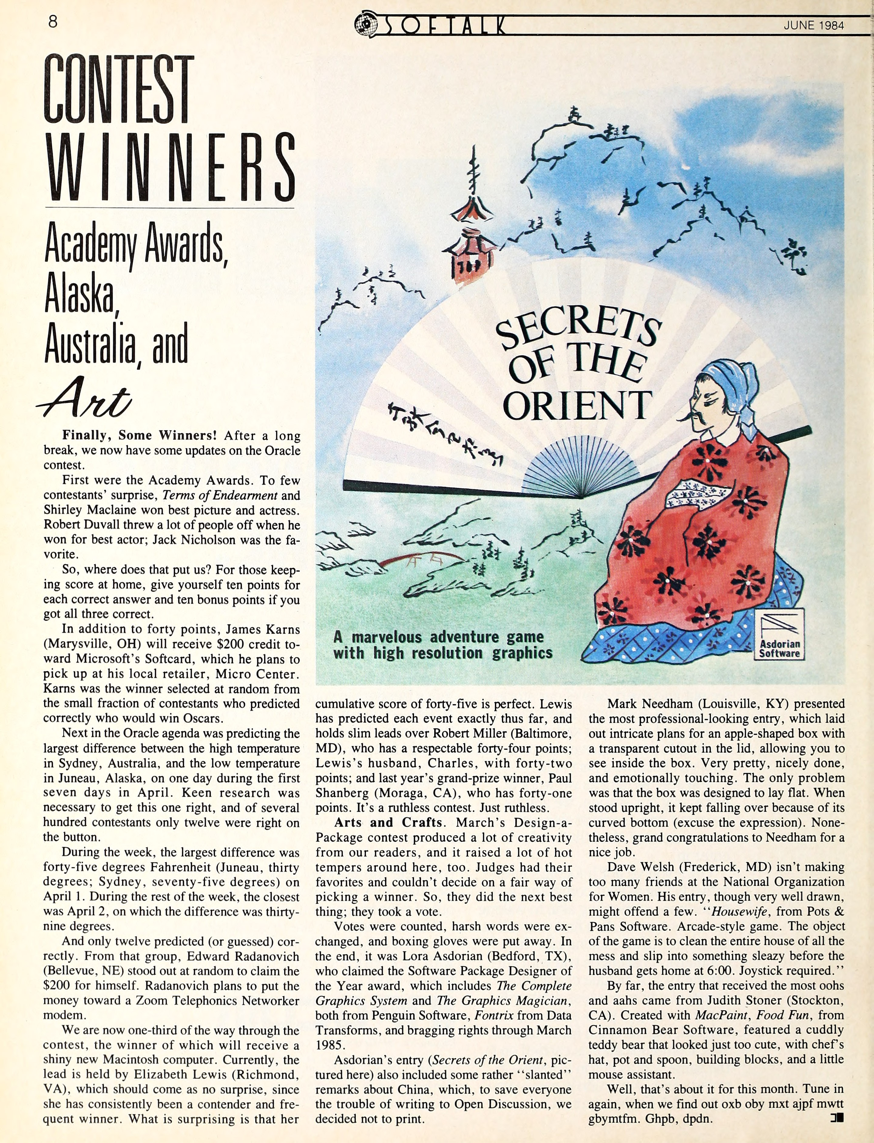 8
SOFTALK
JUNE 1984
CONTEST
WINNERS
Academy Awards,
Alaska,
Australia, and
Art
Finally, Some Winners! After a long
break, we now have some updates on the Oracle
contest.
First were the Academy Awards. To few
contestants' surprise, Terms of Endearment and
Shirley Maclaine won best picture and actress.
Robert Duvall threw a lot of people off when he
won for best actor; Jack Nicholson was the fa-
vorite.
So, where does that put us? For those keep-
ing score at home, give yourself ten points for
each correct answer and ten bonus points if you
got all three correct.
In addition to forty points, James Karns
(Marysville, OH) will receive $200 credit to-
ward Microsoft's Softcard, which he plans to
pick up at his local retailer, Micro Center.
Karns was the winner selected at random from
the small fraction of contestants who predicted
correctly who would win Oscars.
Next in the Oracle agenda was predicting the
largest difference between the high temperature
in Sydney, Australia, and the low temperature
in Juneau, Alaska, on one day during the first
seven days in April. Keen research was
necessary to get this one right, and of several
hundred contestants only twelve were right on
the button.
During the week, the largest difference was
forty-five degrees Fahrenheit (Juneau, thirty
degrees; Sydney, seventy-five degrees) on
April 1. During the rest of the week, the closest
was April 2, on which the difference was thirty-
nine degrees.
And only twelve predicted (or guessed) cor-
rectly. From that group, Edward Radanovich
(Bellevue, NE) stood out at random to claim the
$200 for himself. Radanovich plans to put the
money toward a Zoom Telephonics Networker
modem.
We are now one-third of the way through the
contest, the winner of which will receive a
shiny new Macintosh computer. Currently, the
lead is held by Elizabeth Lewis (Richmond,
VA), which should come as no surprise, since
she has consistently been a contender and fre-
quent winner. What is surprising is that her
SECRETS
OF THE
ORIENT
A marvelous adventure game
with high resolution graphics
Asdorian
Software
cumulative score of forty-five is perfect. Lewis
has predicted each event exactly thus far, and
holds slim leads over Robert Miller (Baltimore,
MD), who has a respectable forty-four points;
Lewis's husband, Charles, with forty-two
points; and last year's grand-prize winner, Paul
Shanberg (Moraga, CA), who has forty-one
points. It's a ruthless contest. Just ruthless.
Arts and Crafts. March's Design-a-
Package contest produced a lot of creativity
from our readers, and it raised a lot of hot
tempers around here, too. Judges had their
favorites and couldn't decide on a fair way of
picking a winner. So, they did the next best
thing; they took a vote.
Votes were counted, harsh words were ex-
changed, and boxing gloves were put away. In
the end, it was Lora Asdorian (Bedford, TX),
who claimed the Software Package Designer of
the Year award, which includes The Complete
Graphics System and The Graphics Magician,
both from Penguin Software, Fontrix from Data
Transforms, and bragging rights through March
1985.
Asdorian's entry (Secrets of the Orient, pic-
tured here) also included some rather "slanted"
remarks about China, which, to save everyone
the trouble of writing to Open Discussion, we
decided not to print.
Mark Needham (Louisville, KY) presented
the most professional-looking entry, which laid
out intricate plans for an apple-shaped box with
a transparent cutout in the lid, allowing you to
see inside the box. Very pretty, nicely done,
and emotionally touching. The only problem
was that the box was designed to lay flat. When
stood upright, it kept falling over because of its
curved bottom (excuse the expression). None-
theless, grand congratulations to Needham for a
nice job.
Dave Welsh (Frederick, MD) isn't making
too many friends at the National Organization
for Women. His entry, though very well drawn,
might offend a few. "Housewife, from Pots &
Pans Software. Arcade-style game. The object
of the game is to clean the entire house of all the
mess and slip into something sleazy before the
husband gets home at 6:00. Joystick required."
By far, the entry that received the most oohs
and aahs came from Judith Stoner (Stockton,
CA). Created with MacPaint, Food Fun, from
Cinnamon Bear Software, featured a cuddly
teddy bear that looked just too cute, with chef's
hat, pot and spoon, building blocks, and a little
mouse assistant.
Well, that's about it for this month. Tune in
again, when we find out oxb oby mxt ajpf mwtt
gbymtfm. Ghpb, dpdn.